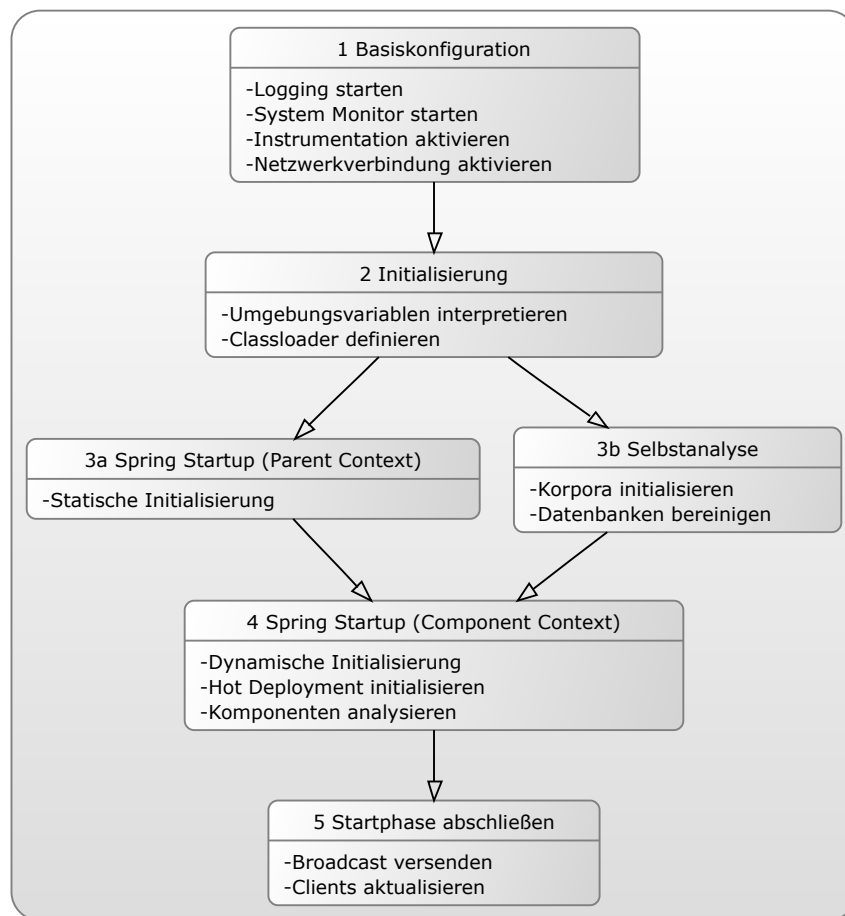 1 Basiskonfiguration
-Logging starten
-System Monitor starten
-Instrumentation aktivieren
-Netzwerkverbindung aktivieren
2 Initialisierung
-Umgebungsvariablen interpretieren
-Classloader definieren
3a Spring Startup (Parent Context)
-Statische Initialisierung
3b Selbstanalyse
-Korpora initialisieren
-Datenbanken bereinigen
4 Spring Startup (Component Context)
-Dynamische Initialisierung
-Hot Deployment initialisieren
-Komponenten analysieren
5 Startphase abschließen
-Broadcast versenden
-Clients aktualisieren